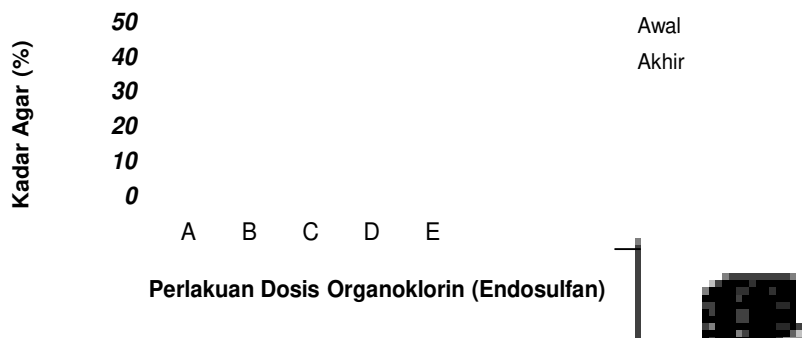 50
40
30
20
10
0
Kadar Agar (%)
A B C D E
Perlakuan Dosis Organoklorin (Endosulfan)
Awal
Akhir